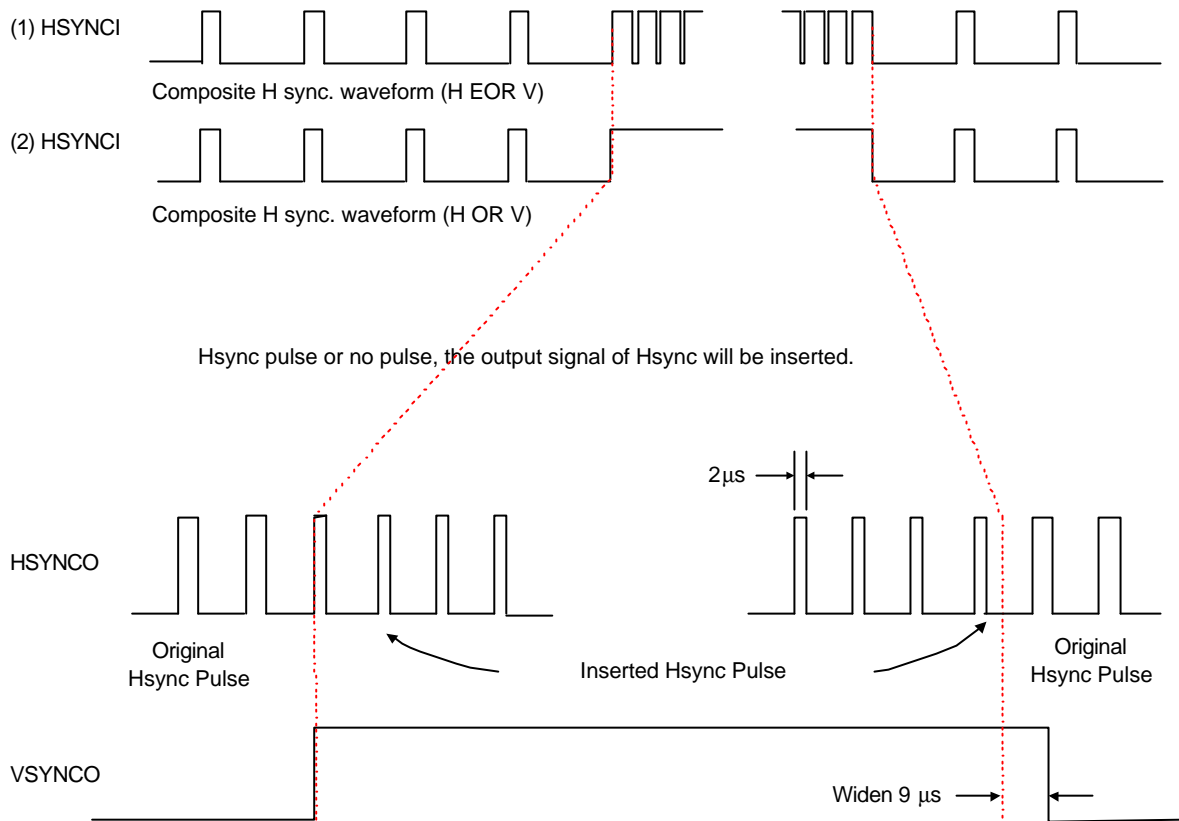 (1) HSYNCI
Composite H sync. waveform (H EOR V)
(2) HSYNCI
Composite H sync. waveform (H OR V)
Hsync pulse or no pulse, the output signal of Hsync will be inserted.
2μs
HSYNCO
Original
Hsync Pulse
Inserted Hsync Pulse
Original
Hsync Pulse
VSYNCO
Widen 9 μs